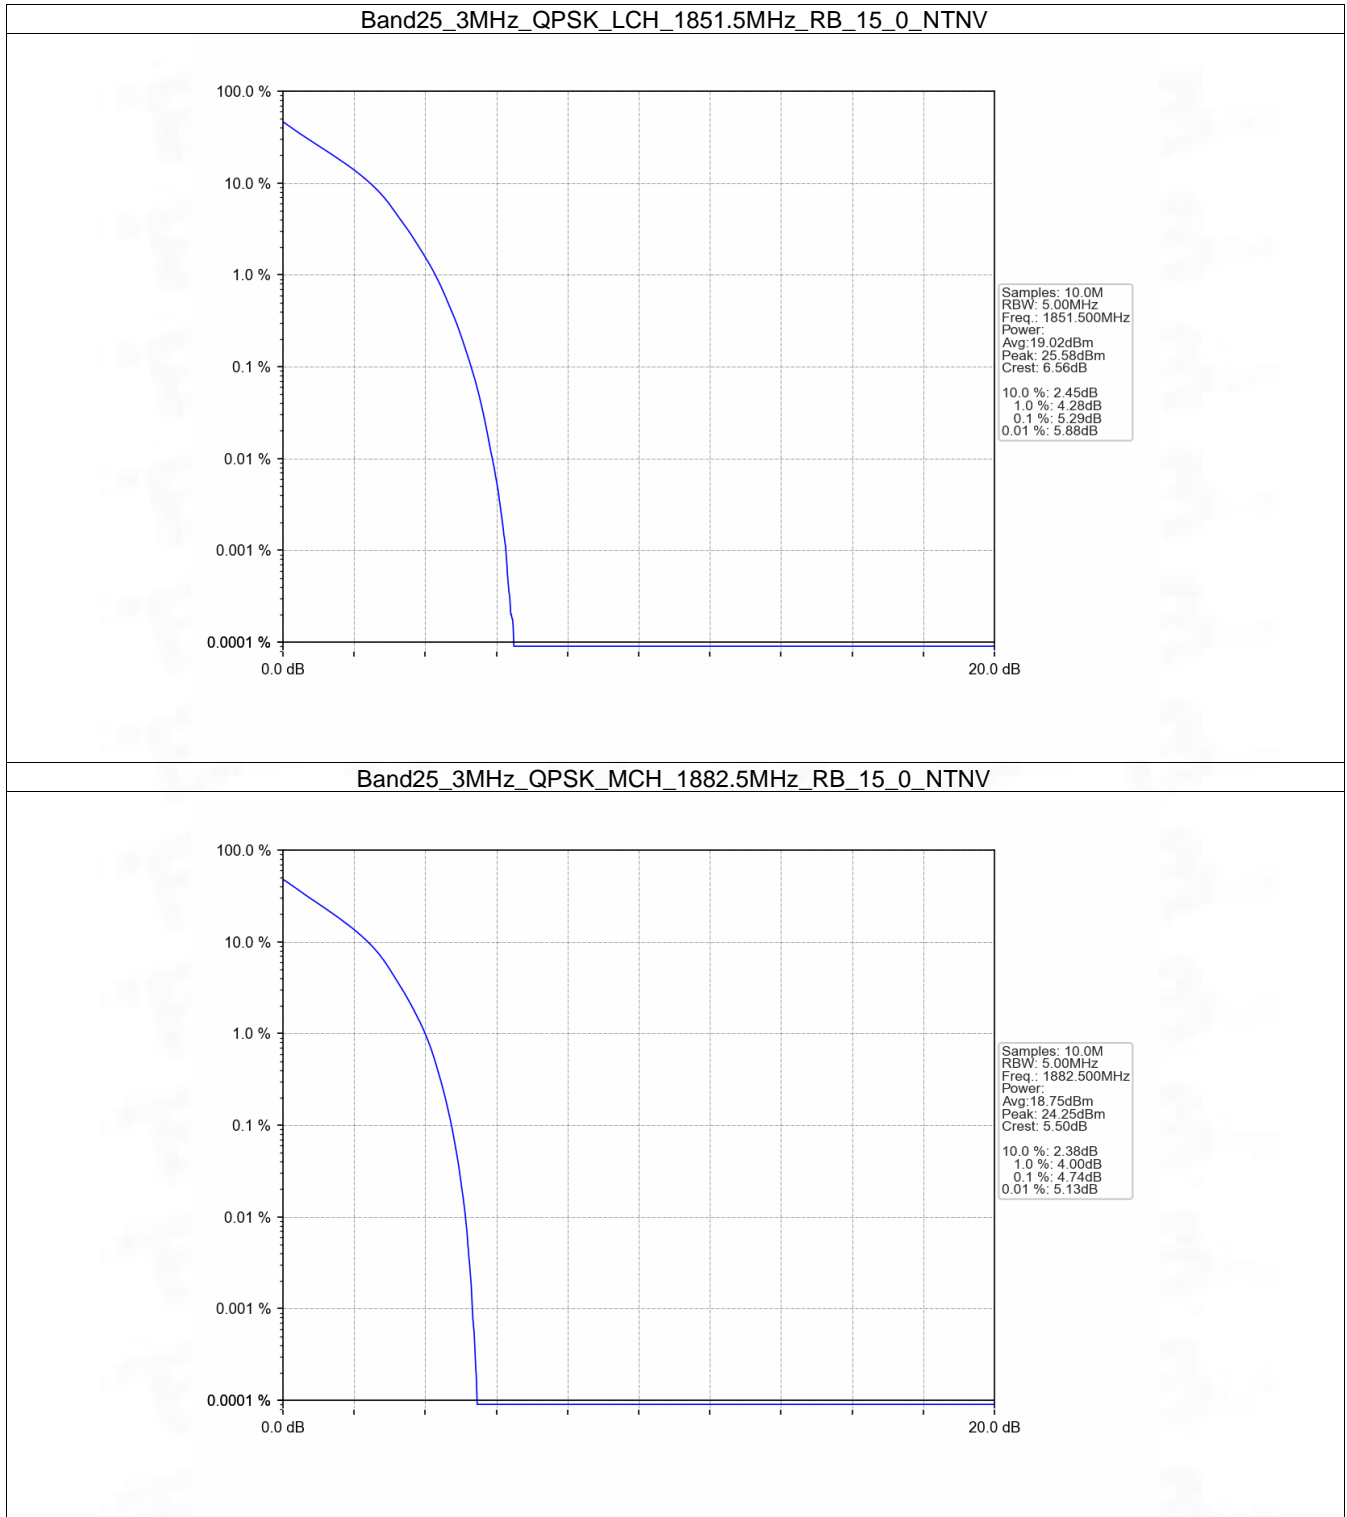 Band25_3MHz_QPSK_LCH_1851.5MHz_RB_15_0_NTNV
100.0 %
10.0 %
1.0 %
0.1 %
0.01 %
0.001 %
0.0001 %
0.0 dB
20.0 dB
Samples: 10.0M
RBW: 5.00MHz
Freq.: 1851.500MHz
Power:
Avg:19.02dBm
Peak: 25.58dBm
Crest: 6.56dB
10.0 %: 2.45dB
1.0 %: 4.28dB
0.1 %: 5.29dB
0.01 %: 5.88dB
Band25_3MHz_QPSK_MCH_1882.5MHz_RB_15_0_NTNV
100.0 %
10.0 %
1.0 %
0.1 %
0.01 %
0.001 %
0.0001 %
0.0 dB
20.0 dB
Samples: 10.0M
RBW: 5.00MHz
Freq.: 1882.500MHz
Power:
Avg:18.75dBm
Peak: 24.25dBm
Crest: 5.50dB
10.0 %: 2.38dB
1.0 %: 4.00dB
0.1 %: 4.74dB
0.01 %: 5.13dB